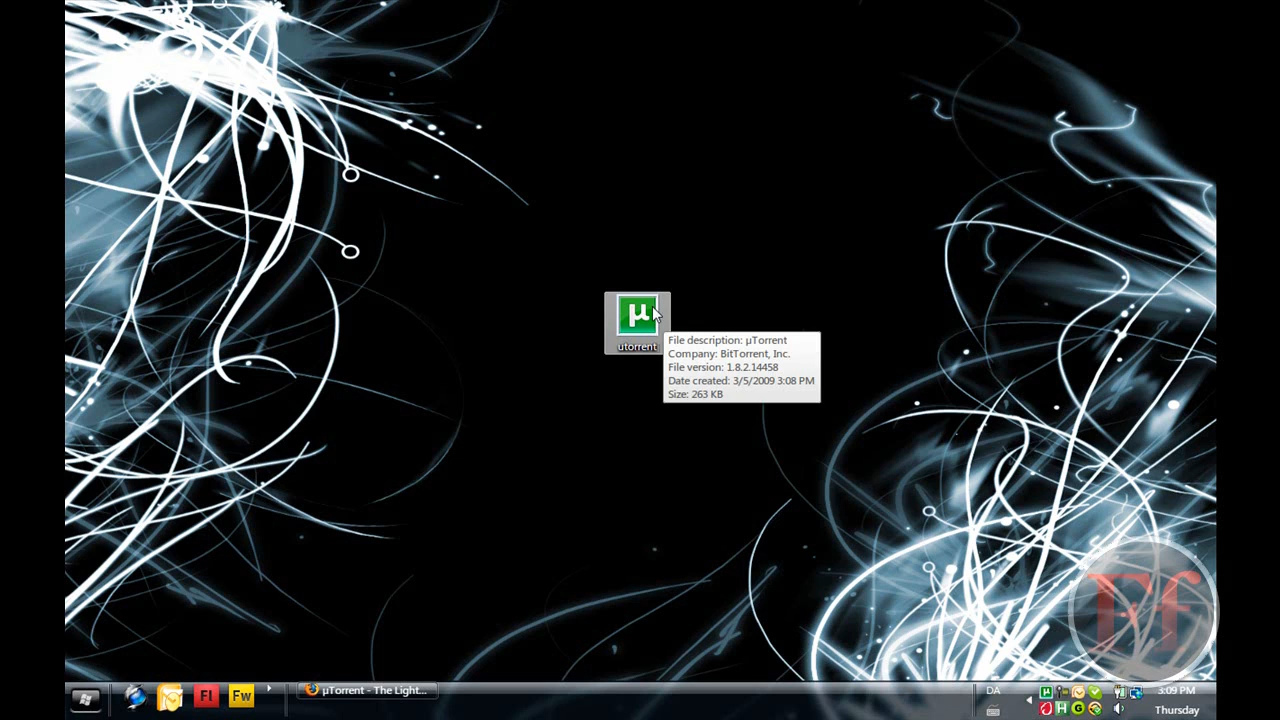 µ
utorrent
File description: µTorrent
Company: BitTorrent, Inc.
File version: 1.8.2.14458
Date created: 3/5/2009 3:08 PM
Size: 263 KB
Ff
Fl
Fw
µTorrent - The Light...
DA
3:09 PM
Thursday